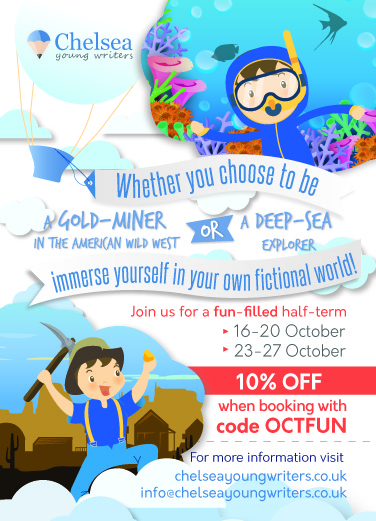 Chelsea
young writers
Whether you choose to be
A GOLD-MINER
IN THE AMERICAN WILD WEST
OR
A DEEP-SEA
EXPLORER
immerse yourself in your own fictional world!
Join us for a fun-filled half-term
▸ 16-20 October
▸ 23-27 October
10% OFF
when booking with
code OCTFUN
For more information visit
chelseayoungwriters.co.uk
info@chelseayoungwriters.co.uk